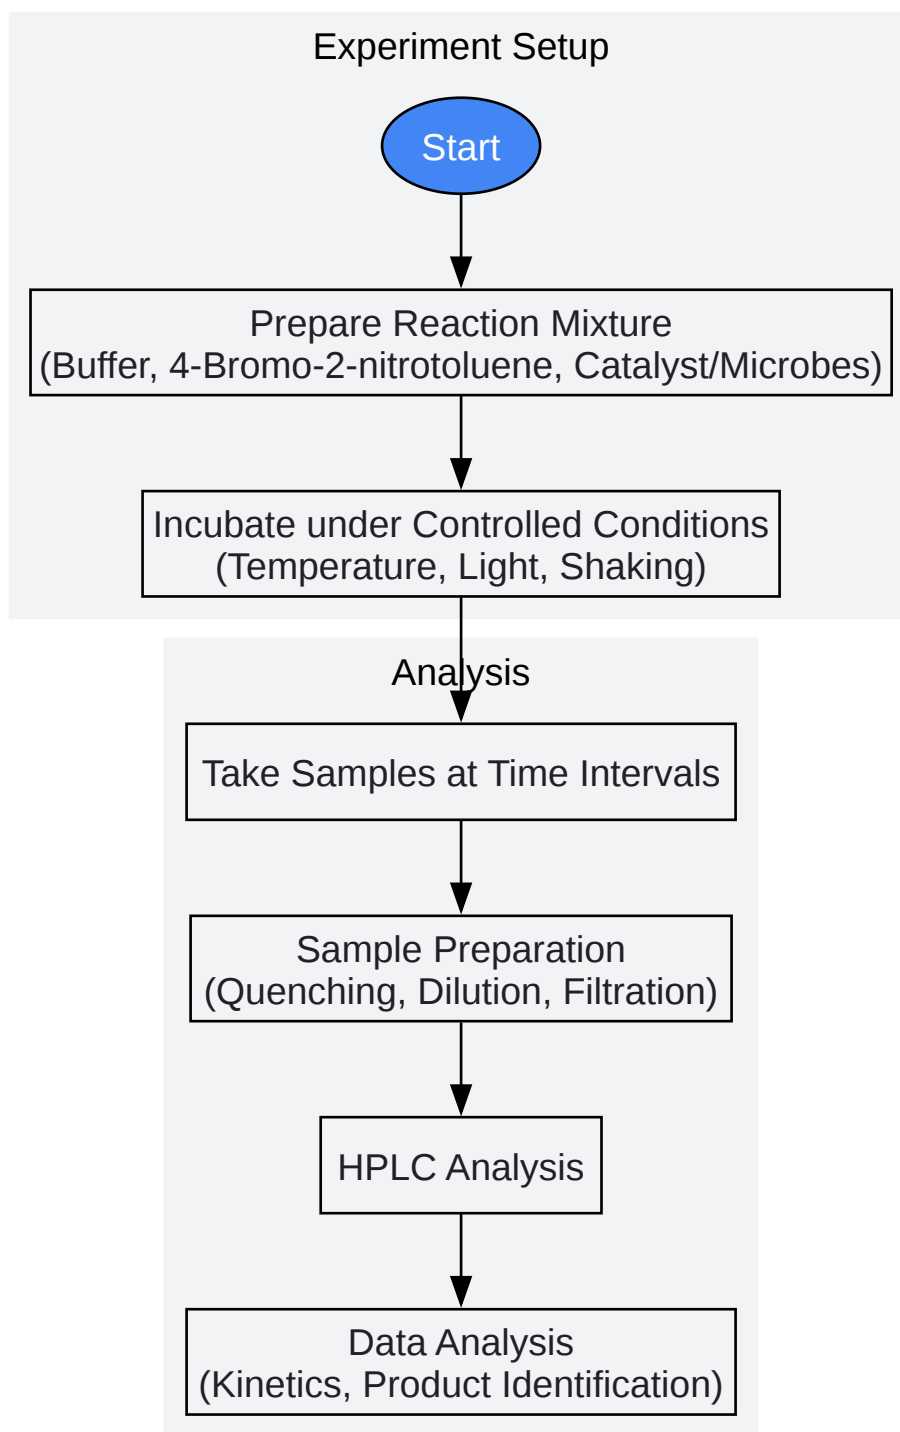 Experiment Setup
Start
Prepare Reaction Mixture
(Buffer, 4-Bromo-2-nitrotoluene, Catalyst/Microbes)
Incubate under Controlled Conditions
(Temperature, Light, Shaking)
Analysis
Take Samples at Time Intervals
Sample Preparation
(Quenching, Dilution, Filtration)
HPLC Analysis
Data Analysis
(Kinetics, Product Identification)